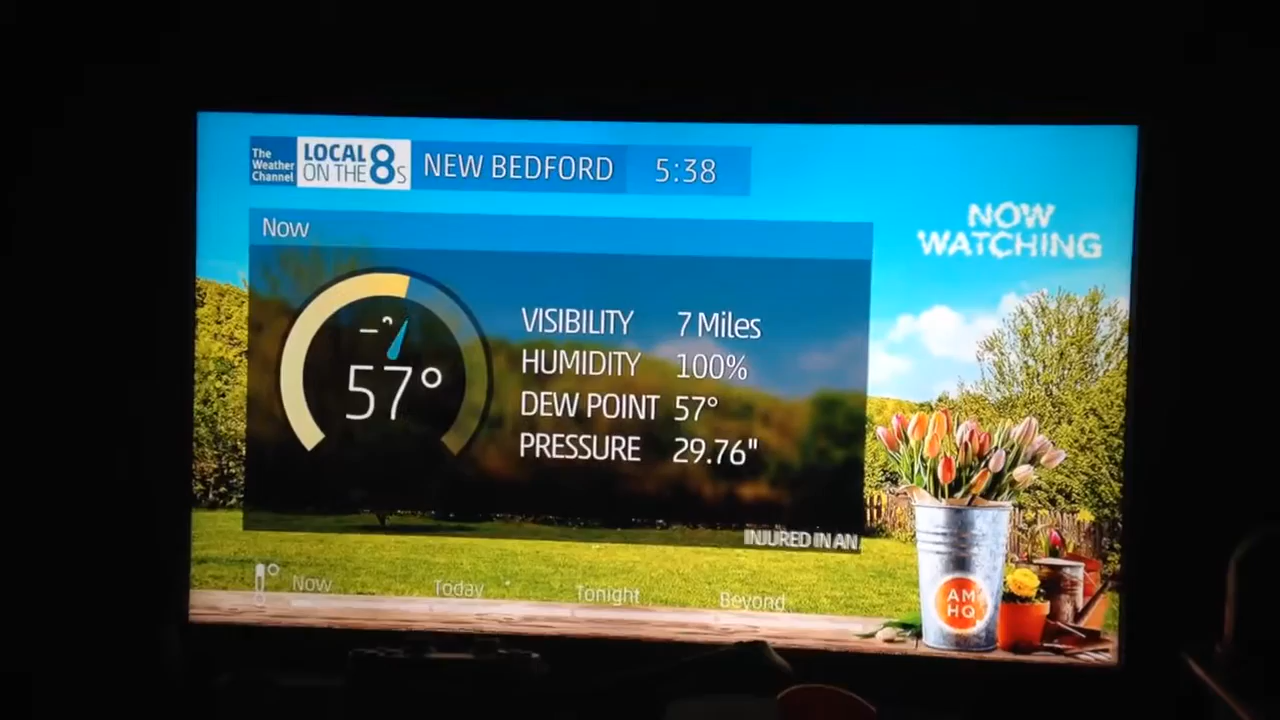 The
Weather
Channel
LOCAL
ON THE 8s
NEW BEDFORD
5:38
NOW
WATCHING
Now
57°
VISIBILITY 7 Miles
HUMIDITY 100%
DEW POINT 57°
PRESSURE 29.76"
INJURED IN AN
Now Today Tonight Beyond
AM
HQ